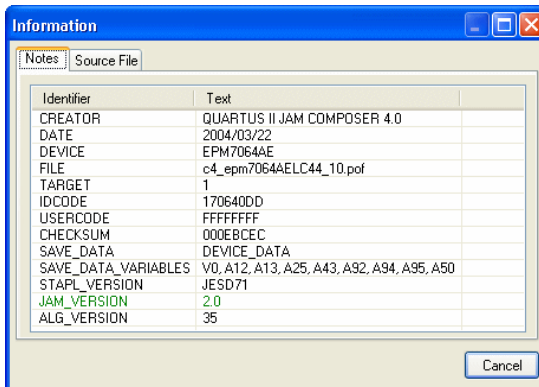 Information
Notes Source File
Identifier Text
CREATOR QUARTUS II JAM COMPOSER 4.0
DATE 2004/03/22
DEVICE EPM7064AE
FILE c4_epm7064AELC44_10.pof
TARGET 1
IDCODE 170640DD
USERCODE FFFFFFFF
CHECKSUM 000EBCEC
SAVE_DATA DEVICE_DATA
SAVE_DATA_VARIABLES V0, A12, A13, A25, A43, A92, A94, A95, A50
STAPL_VERSION JESD71
JAM_VERSION 2.0
ALG_VERSION 35
Cancel